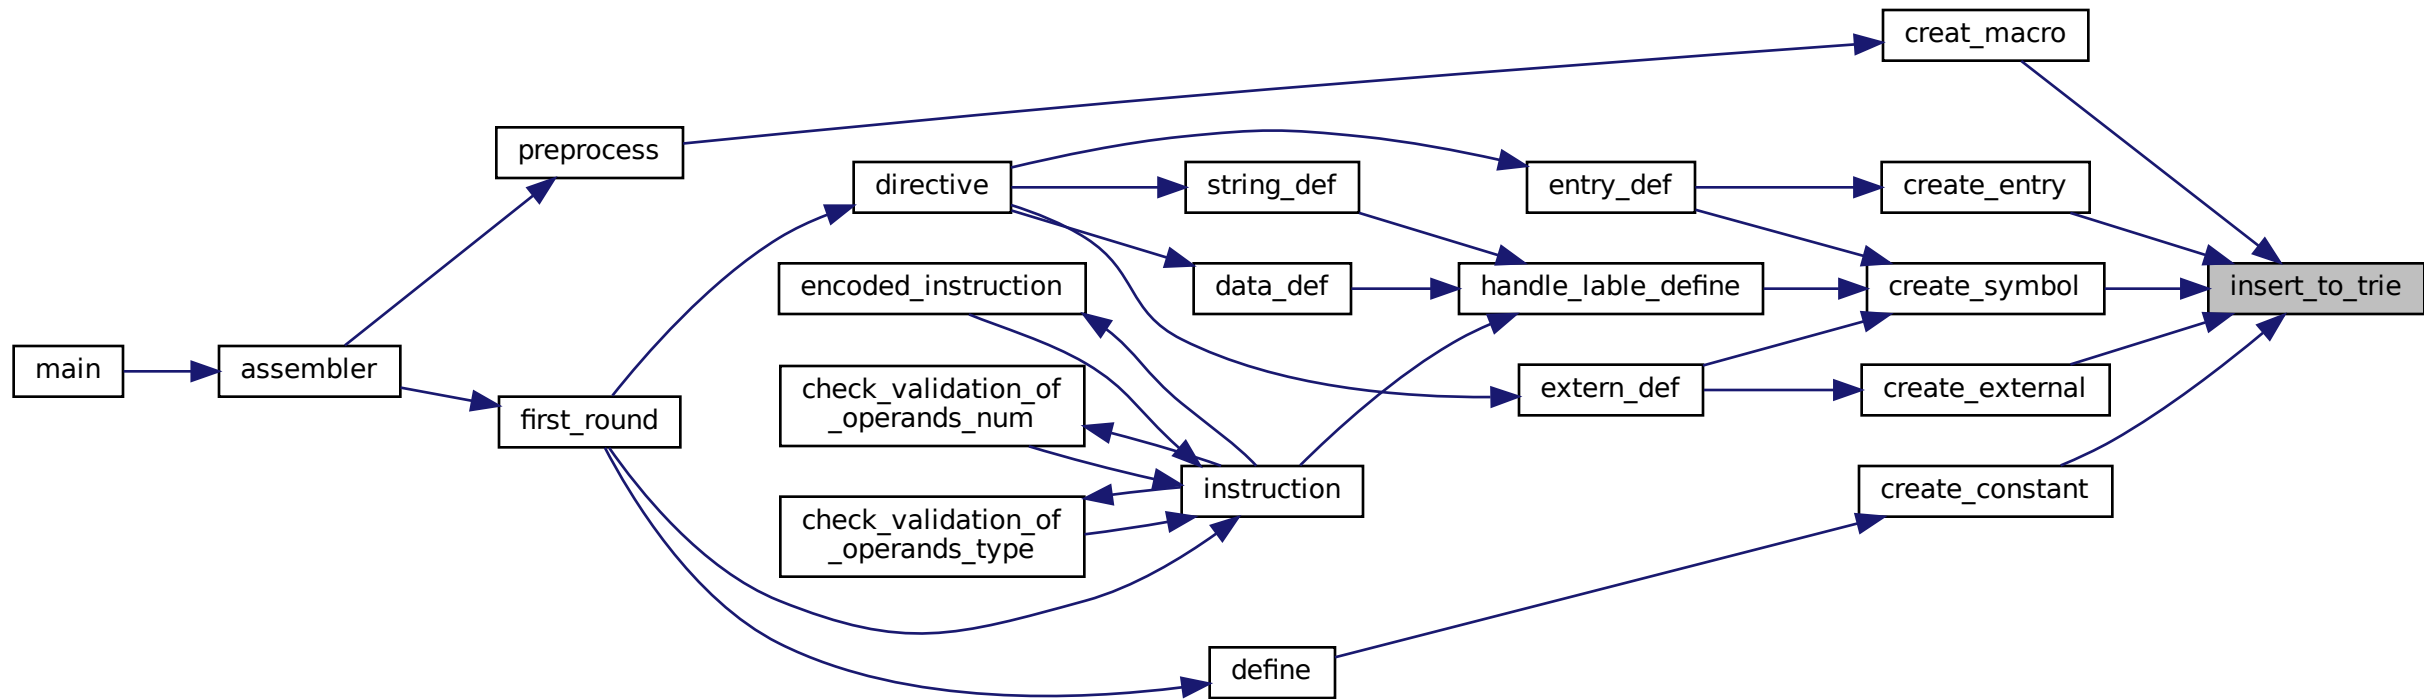 creat_macro
preprocess
directive
string_def
entry_def
create_entry
encoded_instruction
data_def
handle_lable_define
create_symbol
insert_to_trie
main
assembler
check_validation_of
_operands_num
extern_def
create_external
first_round
instruction
create_constant
check_validation_of
_operands_type
define